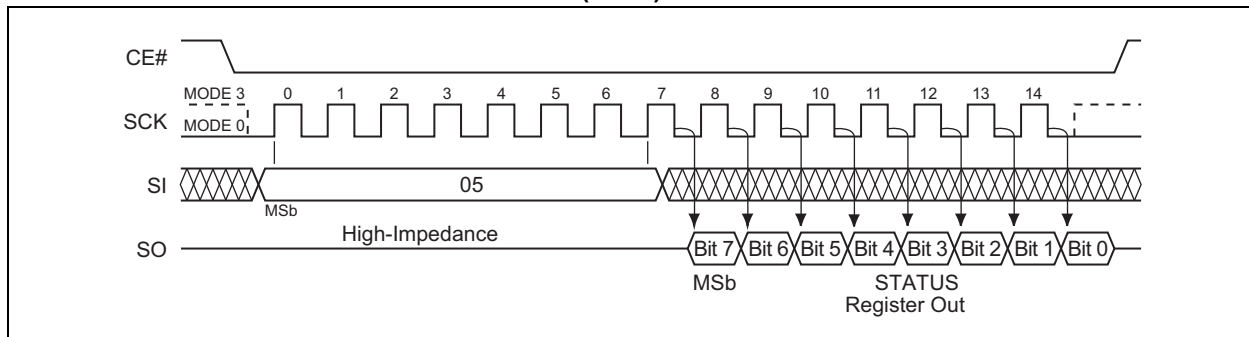 CE#
MODE 3 0 1 2 3 4 5 6 7 8 9 10 11 12 13 14
SCK
MODE 0
SI 05
MSb
High-Impedance
SO Bit 7 Bit 6 Bit 5 Bit 4 Bit 3 Bit 2 Bit 1 Bit 0
MSb STATUS
Register Out